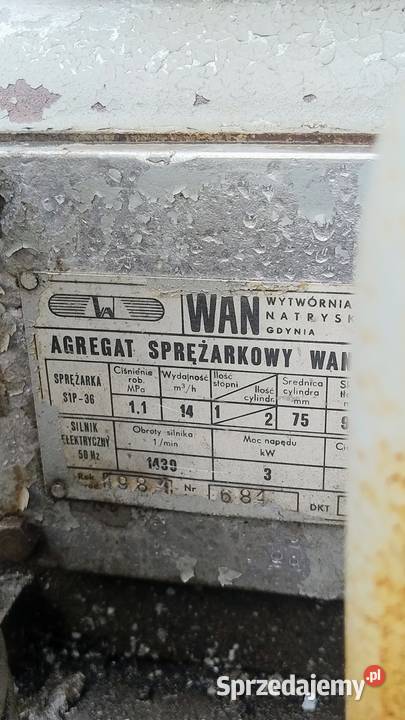 WAN WYTWÓRNIA
NATRYSK
GDYNIA
AGREGAT SPRĘŻARKOWY WAN
SPRĘŻARKA
S1P-36
Ciśnienie
rob.
MPa
1.1
Wydajność
m³/h
14
Ilość
stopni
Ilość
cylindr.
1
2
Średnica
cylindra
mm
75
SILNIK
ELEKTRYCZNY
50 Hz
Obroty silnika
1/min
1430
Moc napędu
kW
3
Rok
Nr 684
DKT
Sprzedajemy.pl